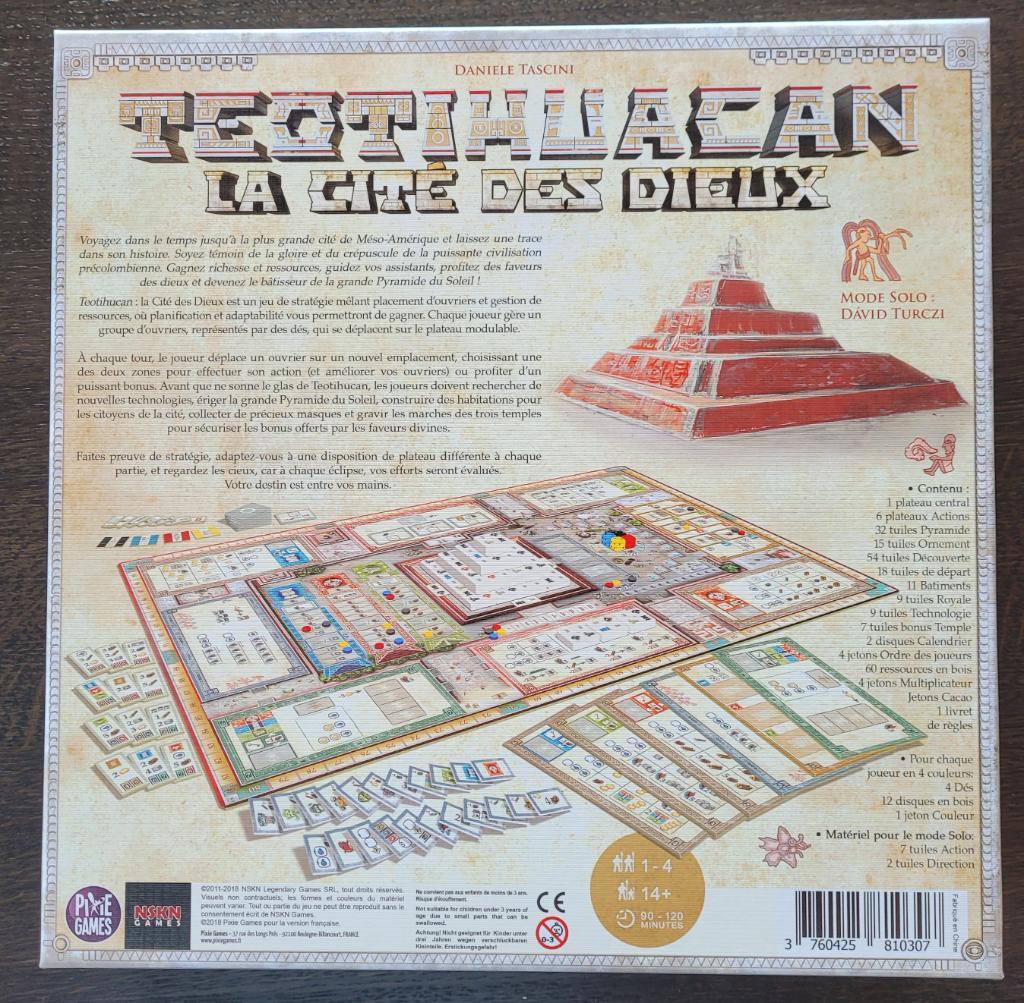 DANIELE TASCINI
TEOTIHUACAN
LA CITÉ DES DIEUX
Voyagez dans le temps jusqu'à la plus grande cité de Méso-Amérique et laissez une trace
dans son histoire. Soyez témoin de la gloire et du crépuscule de la puissante civilisation
précolombienne. Gagnez richesse et ressources, guidez vos assistants, profitez des faveurs
des dieux et devenez le bâtisseur de la grande Pyramide du Soleil !
Teotihucan : la Cité des Dieux est un jeu de stratégie mêlant placement d'ouvriers et gestion de
ressources, où planification et adaptabilité vous permettront de gagner. Chaque joueur gère un
groupe d'ouvriers, représentés par des dés, qui se déplacent sur le plateau modulable.
À chaque tour, le joueur déplace un ouvrier sur un nouvel emplacement, choisissant une
des deux zones pour effectuer son action (et améliorer vos ouvriers) ou profiter d'un
puissant bonus. Avant que ne sonne le glas de Teotihucan, les joueurs doivent rechercher de
nouvelles technologies, ériger la grande Pyramide du Soleil, construire des habitations pour
les citoyens de la cité, collecter de précieux masques et gravir les marches des trois temples
pour sécuriser les bonus offerts par les faveurs divines.
Faites preuve de stratégie, adaptez-vous à une disposition de plateau différente à chaque
partie, et regardez les cieux, car à chaque éclipse, vos efforts seront évalués.
Votre destin est entre vos mains.
MODE SOLO :
DÁVID TURCZI
• Contenu :
1 plateau central
6 plateaux Actions
32 tuiles Pyramide
15 tuiles Ornement
54 tuiles Découverte
18 tuiles de départ
11 Batiments
9 tuiles Royale
9 tuiles Technologie
7 tuiles bonus Temple
2 disques Calendrier
4 jetons Ordre des joueurs
60 ressources en bois
4 jetons Multiplicateur
Jetons Cacao
1 livret
de règles
• Pour chaque
joueur en 4 couleurs:
4 Dés
12 disques en bois
1 jeton Couleur
• Matériel pour le mode Solo:
7 tuiles Action
2 tuiles Direction
PIXIE
GAMES
NSKN
GAMES
©2011-2018 NSKN Legendary Games SRL, tout droits réservés.
Visuels non contractuels; les formes et couleurs du matériel
peuvent varier. Tout ou partie du jeu ne peut être reproduit sans le
consentement écrit de NSKN Games.
©2018 Pixie Games pour la version française.
Pixie Games - 37 rue des Longs Prés - 92100 Boulogne-Billancourt, FRANCE
www.pixiegames.fr
Ne convient pas aux enfants de moins de 3 ans.
Risque d'étouffement.
Not suitable for children under 3 years of
age due to small parts that can be
swallowed.
Achtung! Nicht geeignet für Kinder unter
drei Jahren wegen verschluckbaren
Kleinteile. Erstickungsgefahr!
CE
0-3
1 - 4
14+
90 - 120
MINUTES
3 760425 810307
Fabriqué en Chine